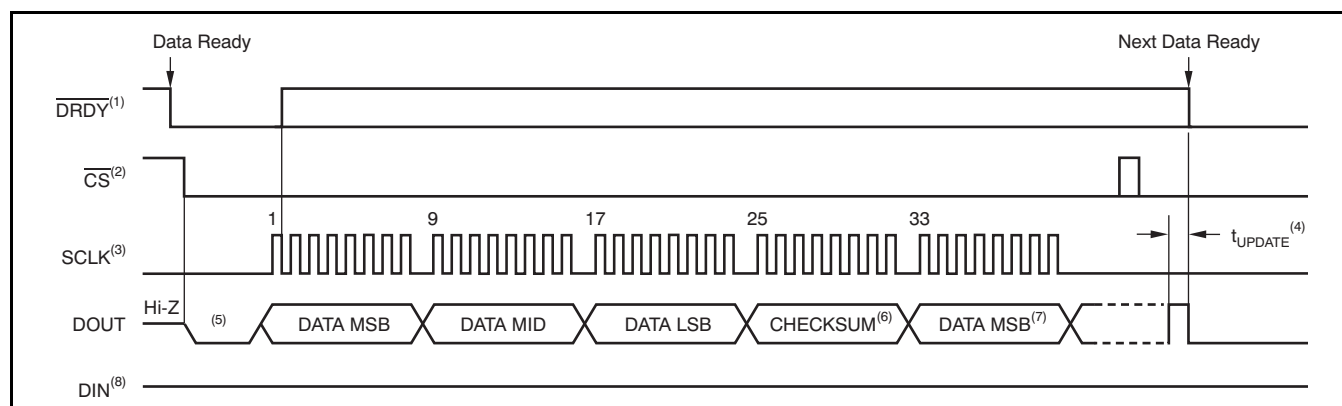 Data Ready
Next Data Ready
DRDY(1)
CS(2)
1 9 17 25 33
SCLK(3)
tUPDATE(4)
Hi-Z
DOUT
(5)
DATA MSB
DATA MID
DATA LSB
CHECKSUM(6)
DATA MSB(7)
DIN(8)